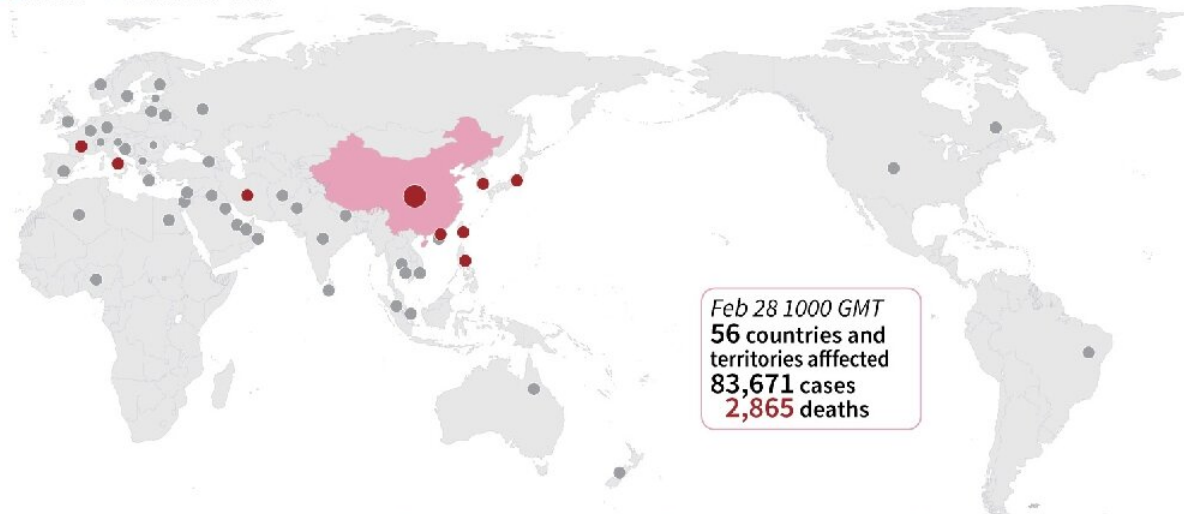 Feb 28 1000 GMT
56 countries and
territories afffected
83,671 cases
2,865 deaths